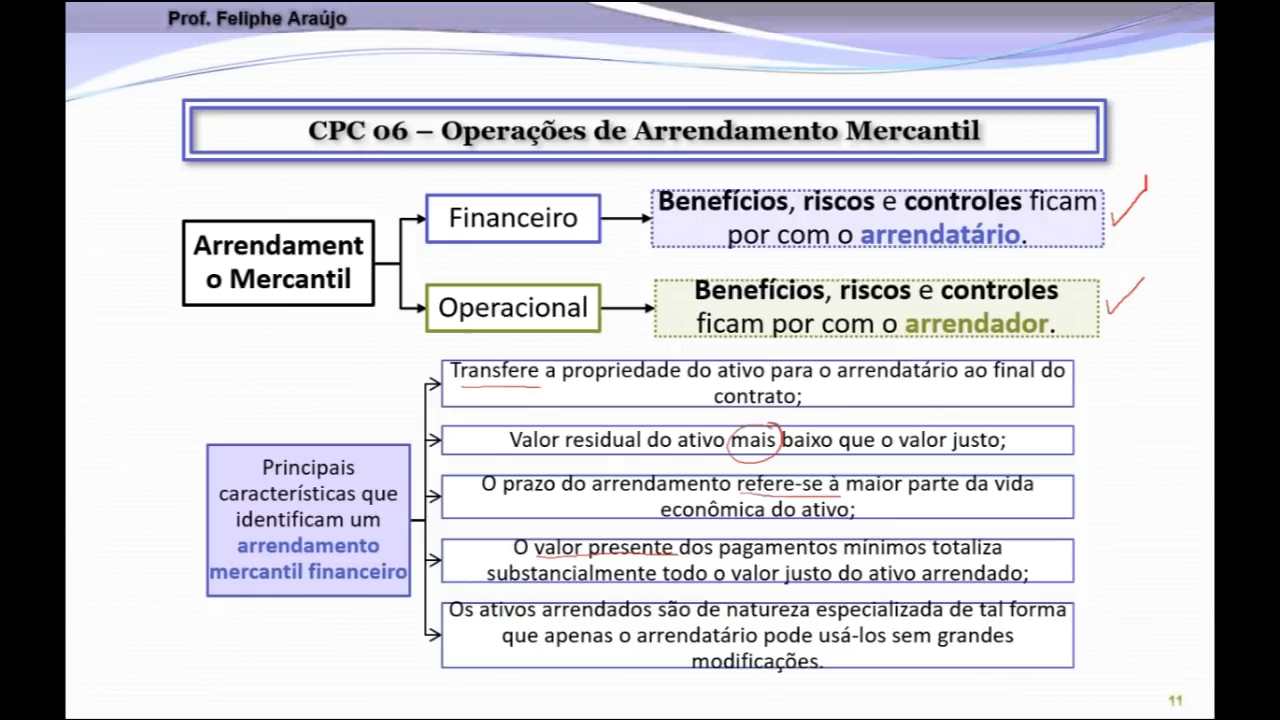 Prof. Feliphe Araújo
CPC 06 – Operações de Arrendamento Mercantil
Arrendament
o Mercantil
Financeiro
Benefícios, riscos e controles ficam
por com o arrendatário.
Operacional
Benefícios, riscos e controles
ficam por com o arrendador.
Principais
características que
identificam um
arrendamento
mercantil financeiro
Transfere a propriedade do ativo para o arrendatário ao final do
contrato;
Valor residual do ativo mais baixo que o valor justo;
O prazo do arrendamento refere-se à maior parte da vida
econômica do ativo;
O valor presente dos pagamentos mínimos totaliza
substancialmente todo o valor justo do ativo arrendado;
Os ativos arrendados são de natureza especializada de tal forma
que apenas o arrendatário pode usá-los sem grandes
modificações.
11